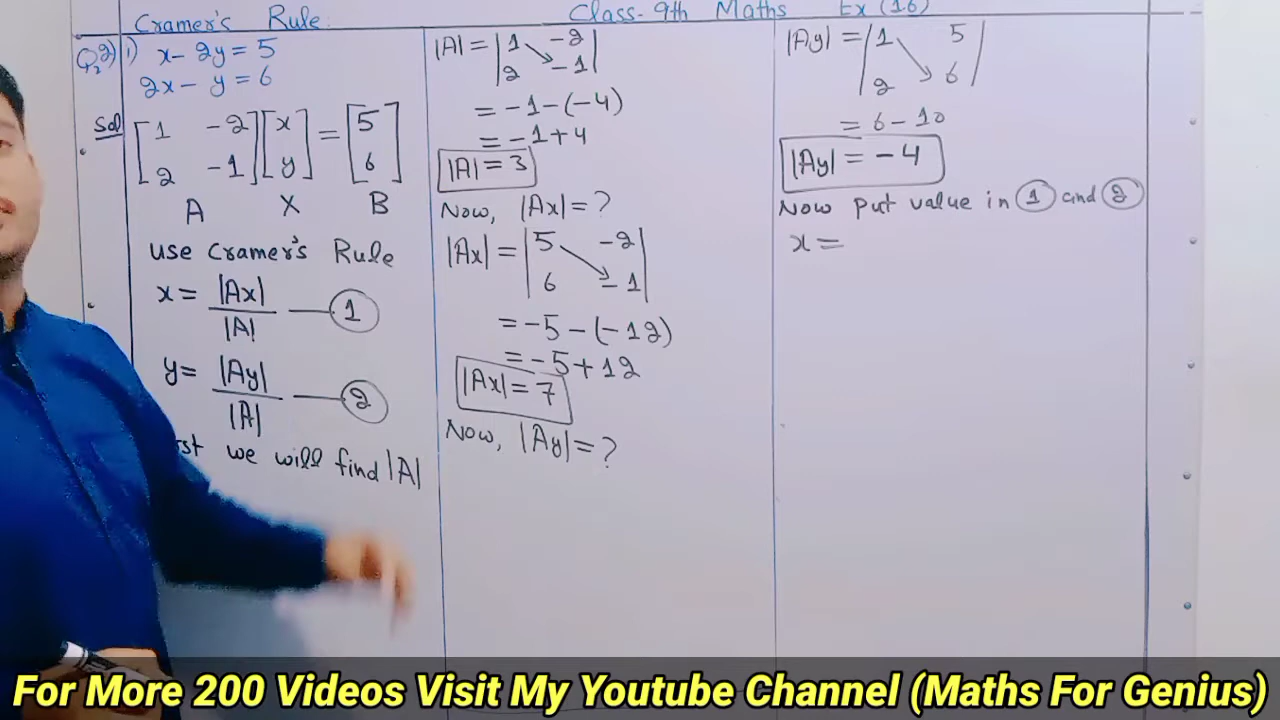 Cramer's Rule: Class-9th Maths Ex (1.6)
Q2) i) x - 2y = 5
2x - y = 6
Sol [1 -2] [x] = [5]
[2 -1] [y] [6]
A X B
use Cramer's Rule
x = |Ax| / |A| — 1
y = |Ay| / |A| — 2
we will find |A|
|A| = |1 -2|
|2 -1|
= -1 - (-4)
= -1 + 4
|A| = 3
Now, |Ax| = ?
|Ax| = |5 -2|
|6 -1|
= -5 - (-12)
= -5 + 12
|Ax| = 7
Now, |Ay| = ?
|Ay| = |1 5|
|2 6|
= 6 - 10
|Ay| = -4
Now put value in 1 and 2
x =
For More 200 Videos Visit My Youtube Channel (Maths For Genius)